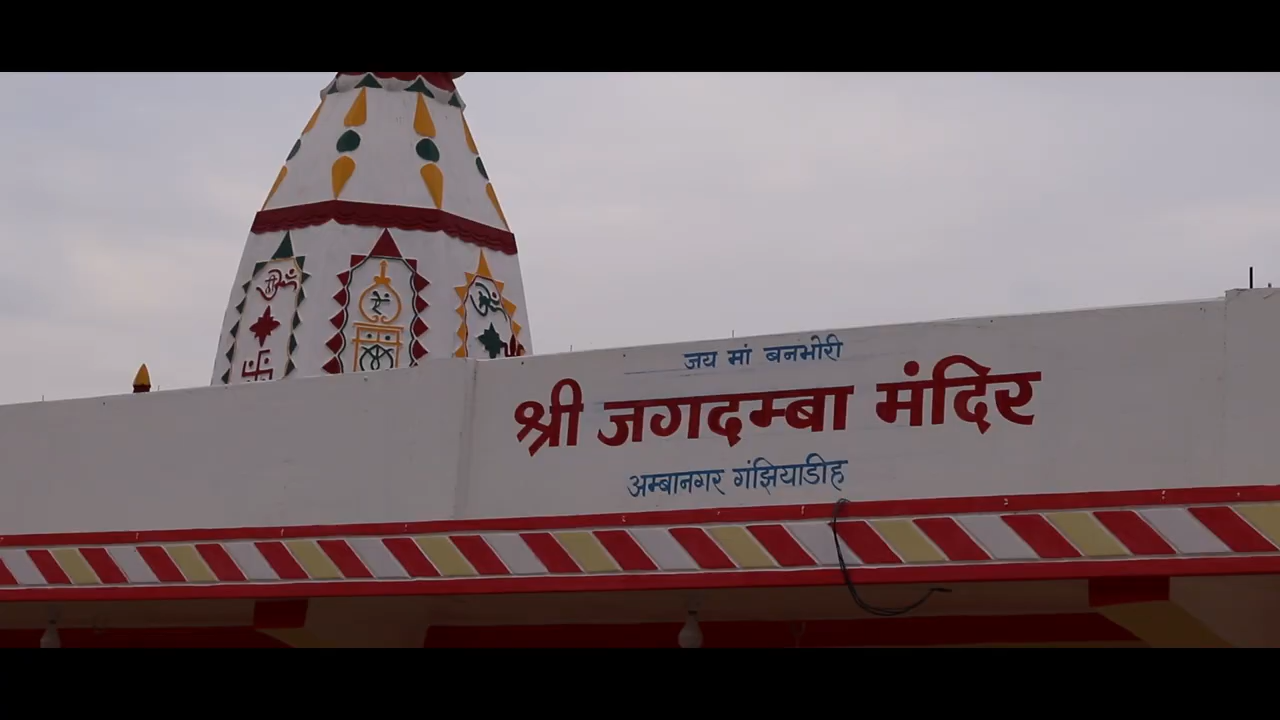 जय मां बनभोरी
श्री जगदम्बा मंदिर
अम्बानगर गंझियाडीह